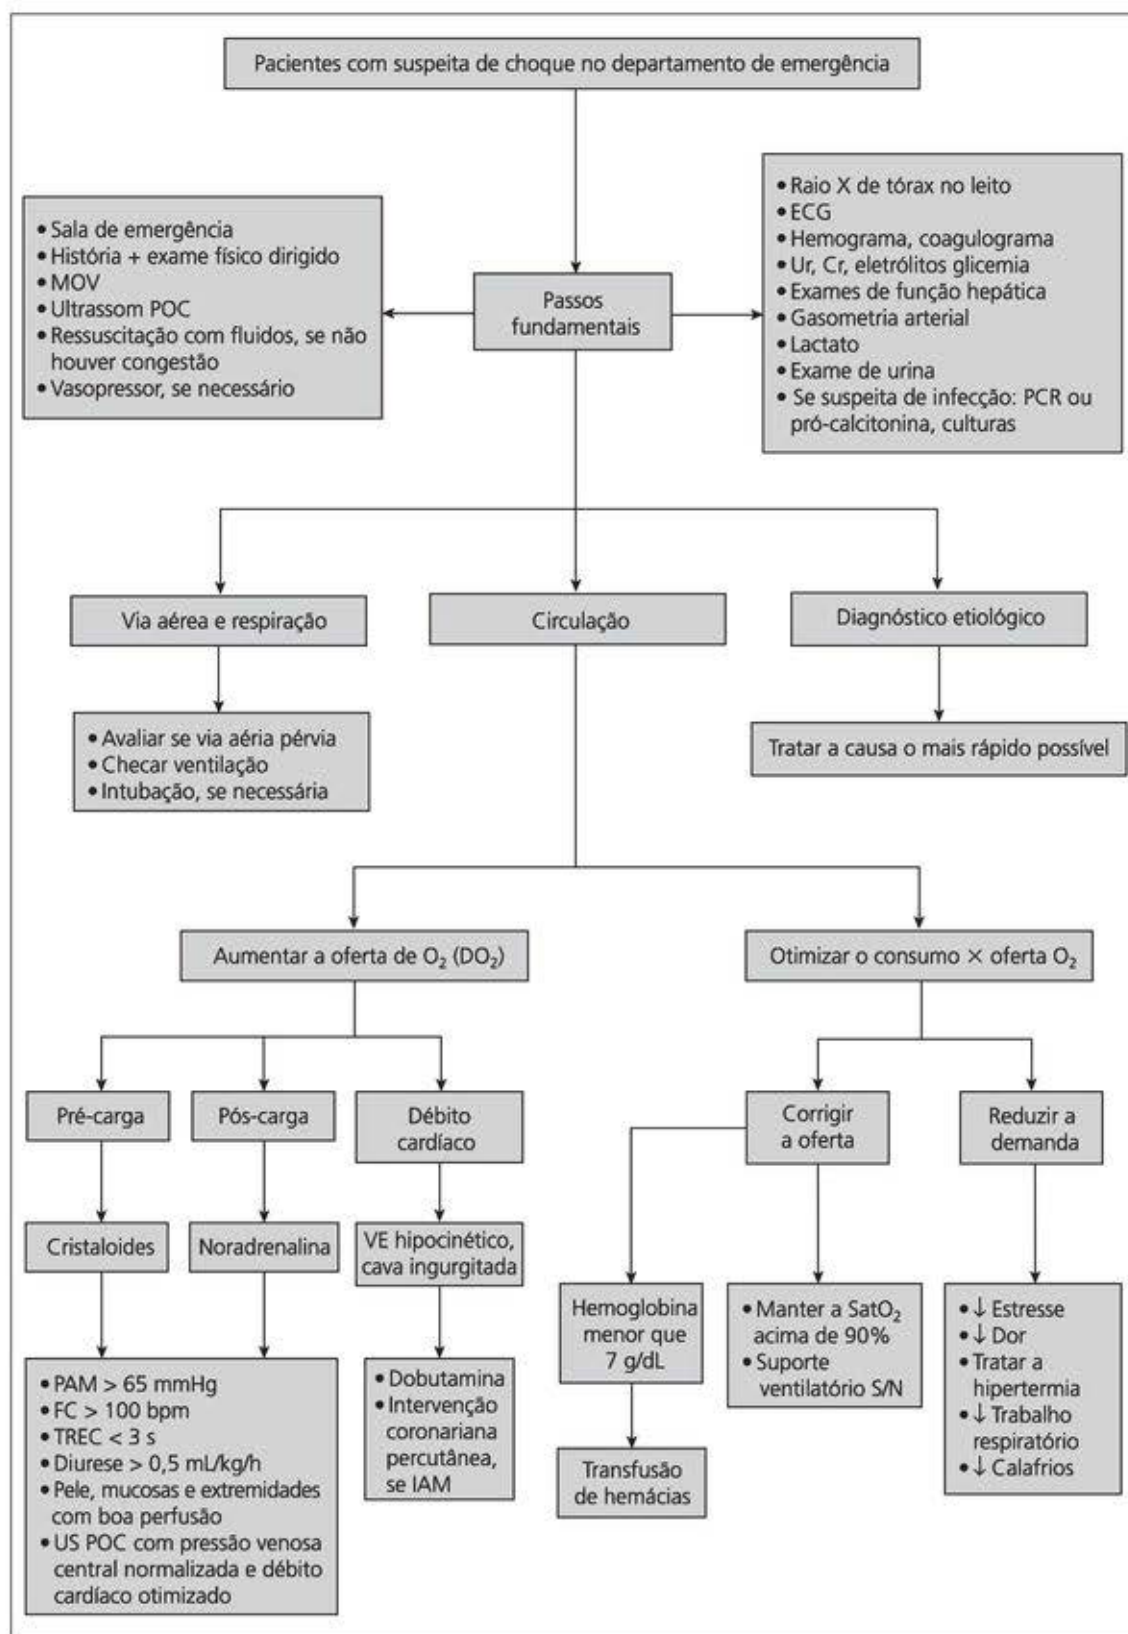 Pacientes com suspeita de choque no departamento de emergência
• Sala de emergência
• História + exame físico dirigido
• MOV
• Ultrassom POC
• Ressuscitação com fluidos, se não
houver congestão
• Vasopressor, se necessário
Passos
fundamentais
• Raio X de tórax no leito
• ECG
• Hemograma, coagulograma
• Ur, Cr, eletrólitos glicemia
• Exames de função hepática
• Gasometria arterial
• Lactato
• Exame de urina
• Se suspeita de infecção: PCR ou
pró-calcitonina, culturas
Via aérea e respiração
Circulação
Diagnóstico etiológico
• Avaliar se via aéria pérvia
• Checar ventilação
• Intubação, se necessária
Tratar a causa o mais rápido possível
Aumentar a oferta de O₂ (DO₂)
Otimizar o consumo × oferta O₂
Pré-carga
Pós-carga
Débito
cardíaco
Corrigir
a oferta
Reduzir a
demanda
Cristaloides
Noradrenalina
VE hipocinético,
cava ingurgitada
Hemoglobina
menor que
7 g/dL
• Manter a SatO₂
acima de 90%
• Suporte
ventilatório S/N
• ↓ Estresse
• ↓ Dor
• Tratar a
hipertermia
• ↓ Trabalho
respiratório
• ↓ Calafrios
• PAM > 65 mmHg
• FC > 100 bpm
• TREC < 3 s
• Diurese > 0,5 mL/kg/h
• Pele, mucosas e extremidades
com boa perfusão
• US POC com pressão venosa
central normalizada e débito
cardíaco otimizado
• Dobutamina
• Intervenção
coronariana
percutânea,
se IAM
Transfusão
de hemácias